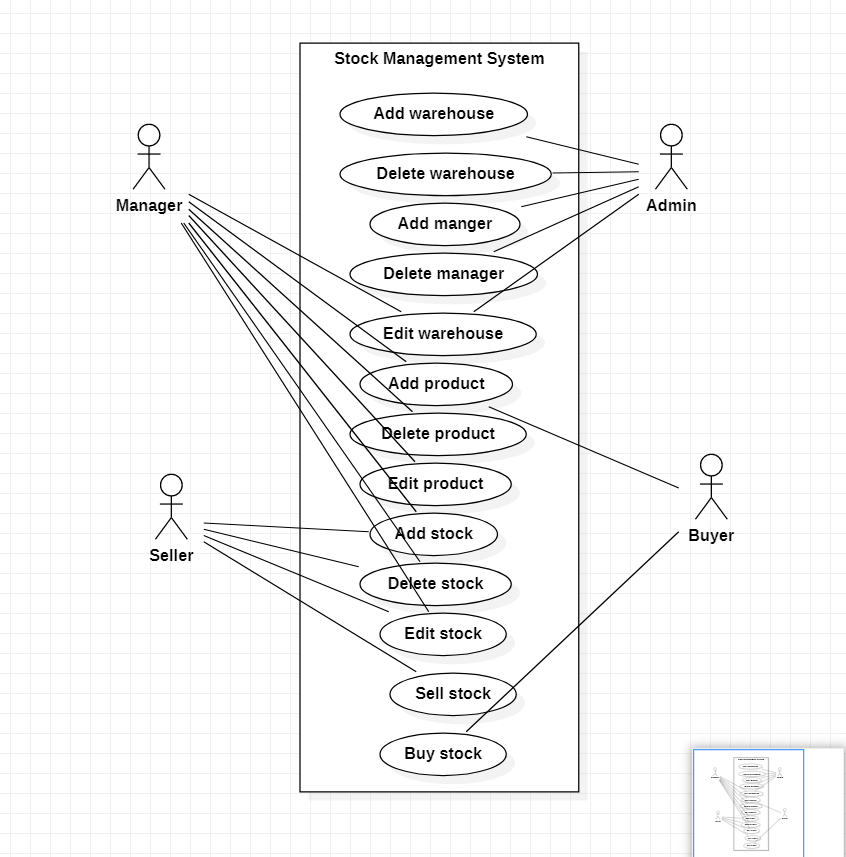 Stock Management System
Add warehouse
Delete warehouse
Manager
Admin
Add manger
Delete manager
Edit warehouse
Add product
Delete product
Edit product
Add stock
Buyer
Seller
Delete stock
Edit stock
Sell stock
Buy stock